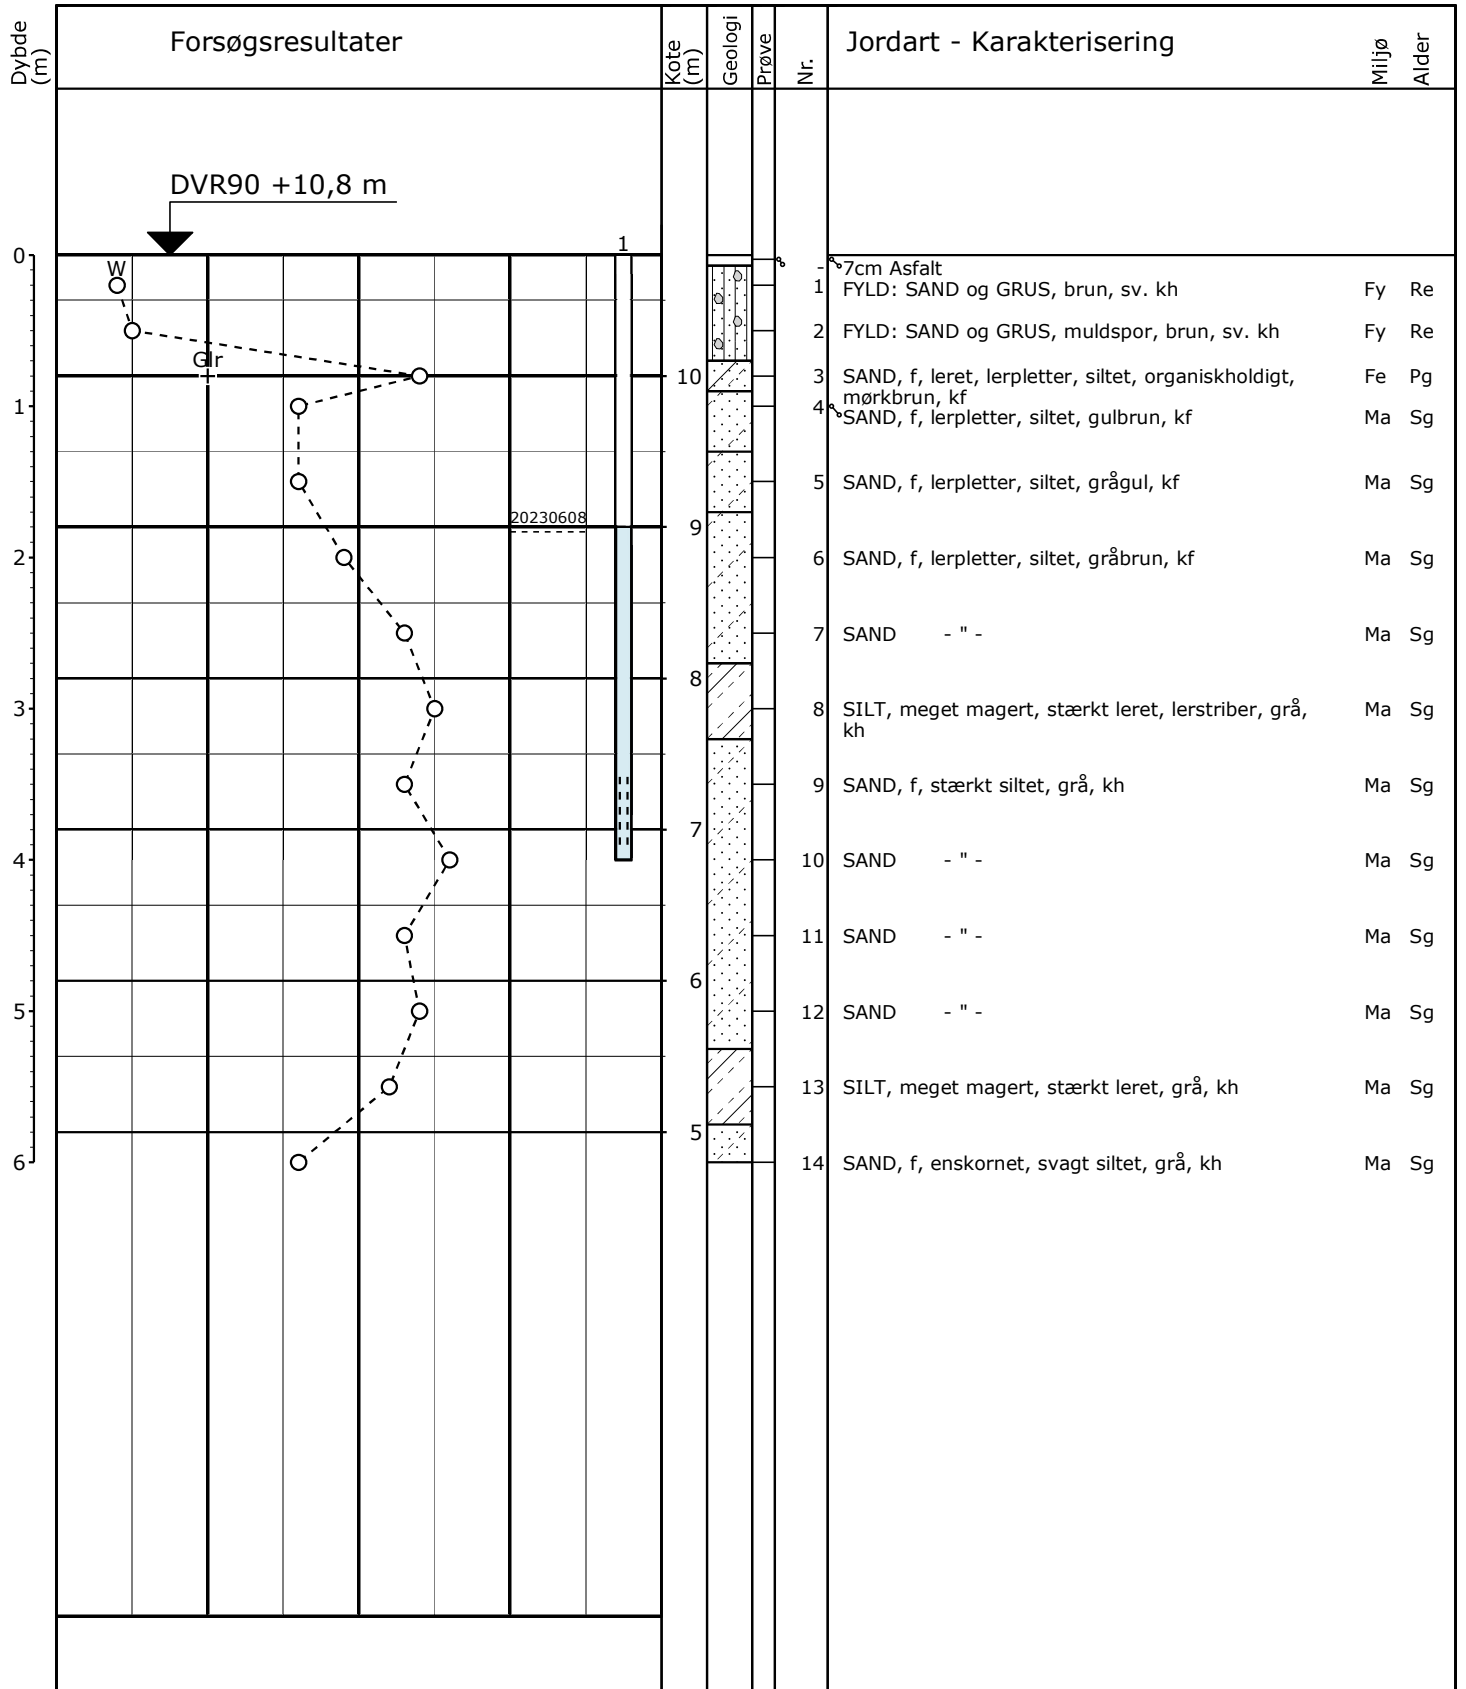 Dybde (m)
Forsøgsresultater
Kote (m)
Geologi
Prøve
Nr.
Jordart - Karakterisering
Miljø
Alder
DVR90 +10,8 m
1
0
W
- 7cm Asfalt
1 FYLD: SAND og GRUS, brun, sv. kh Fy Re
2 FYLD: SAND og GRUS, muldspor, brun, sv. kh Fy Re
Glr
10
3 SAND, f, leret, lerpletter, siltet, organiskholdigt, Fe Pg
mørkbrun, kf
1
4 SAND, f, lerpletter, siltet, gulbrun, kf Ma Sg
5 SAND, f, lerpletter, siltet, grågul, kf Ma Sg
20230608
9
2
6 SAND, f, lerpletter, siltet, gråbrun, kf Ma Sg
7 SAND - " - Ma Sg
8
3
8 SILT, meget magert, stærkt leret, lerstriber, grå, Ma Sg
kh
9 SAND, f, stærkt siltet, grå, kh Ma Sg
7
4
10 SAND - " - Ma Sg
11 SAND - " - Ma Sg
6
5
12 SAND - " - Ma Sg
13 SILT, meget magert, stærkt leret, grå, kh Ma Sg
5
6
14 SAND, f, enskornet, svagt siltet, grå, kh Ma Sg